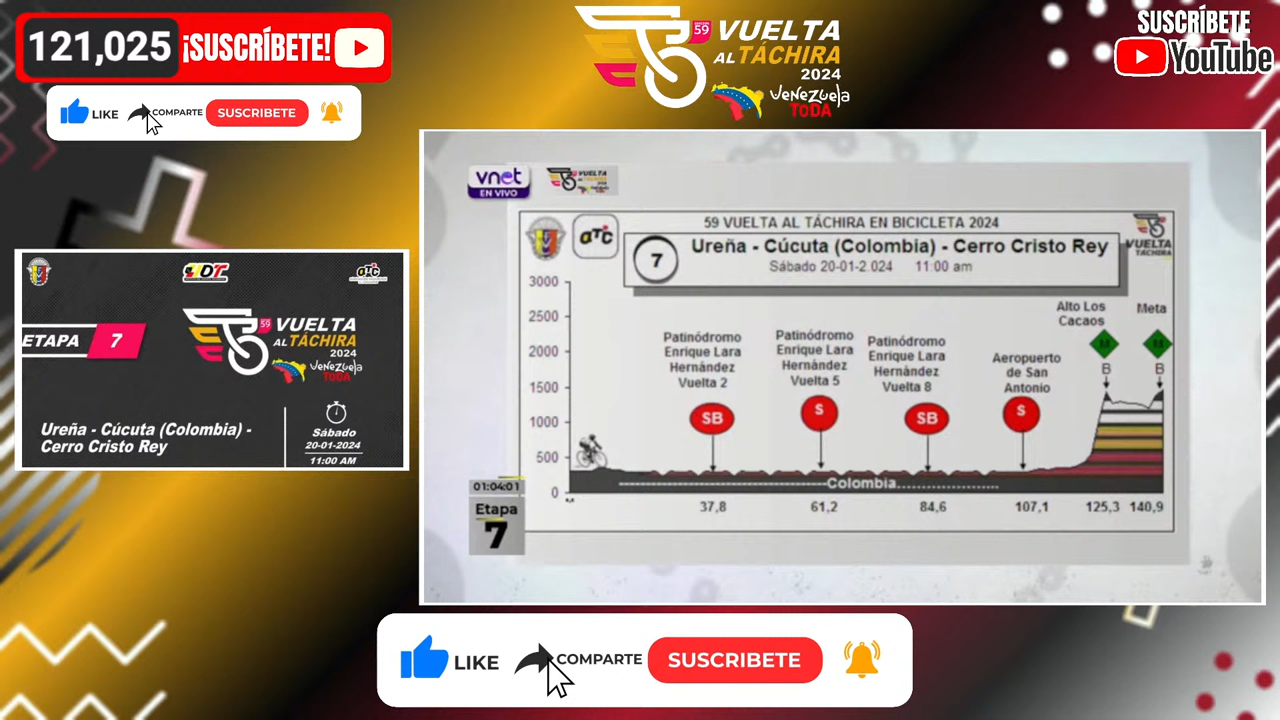 121,025 ¡SUSCRÍBETE!
LIKE COMPARTE SUSCRIBETE
59 VUELTA
AL TÁCHIRA
2024
VENEZUELA
TODA
SUSCRÍBETE
YouTube
ETAPA 7
59 VUELTA
AL TÁCHIRA
2024
VENEZUELA
TODA
Ureña - Cúcuta (Colombia) -
Cerro Cristo Rey
Sábado
20-01-2024
11:00 AM
vnet
EN VIVO
59 VUELTA AL TÁCHIRA EN BICICLETA 2024
aTC
VUELTA
TÁCHIRA
7
Ureña - Cúcuta (Colombia) - Cerro Cristo Rey
Sábado 20-01-2.024 11:00 am
3000
2500
2000
1500
1000
500
0
Patinódromo
Enrique Lara
Hernández
Vuelta 2
SB
Patinódromo
Enrique Lara
Hernández
Vuelta 5
S
Patinódromo
Enrique Lara
Hernández
Vuelta 8
SB
Aeropuerto
de San
Antonio
S
Alto Los
Cacaos
M
B
Meta
M
B
Colombia
37,8 61,2 84,6 107,1 125,3 140,9
01:04:01
Etapa
7
LIKE COMPARTE SUSCRIBETE